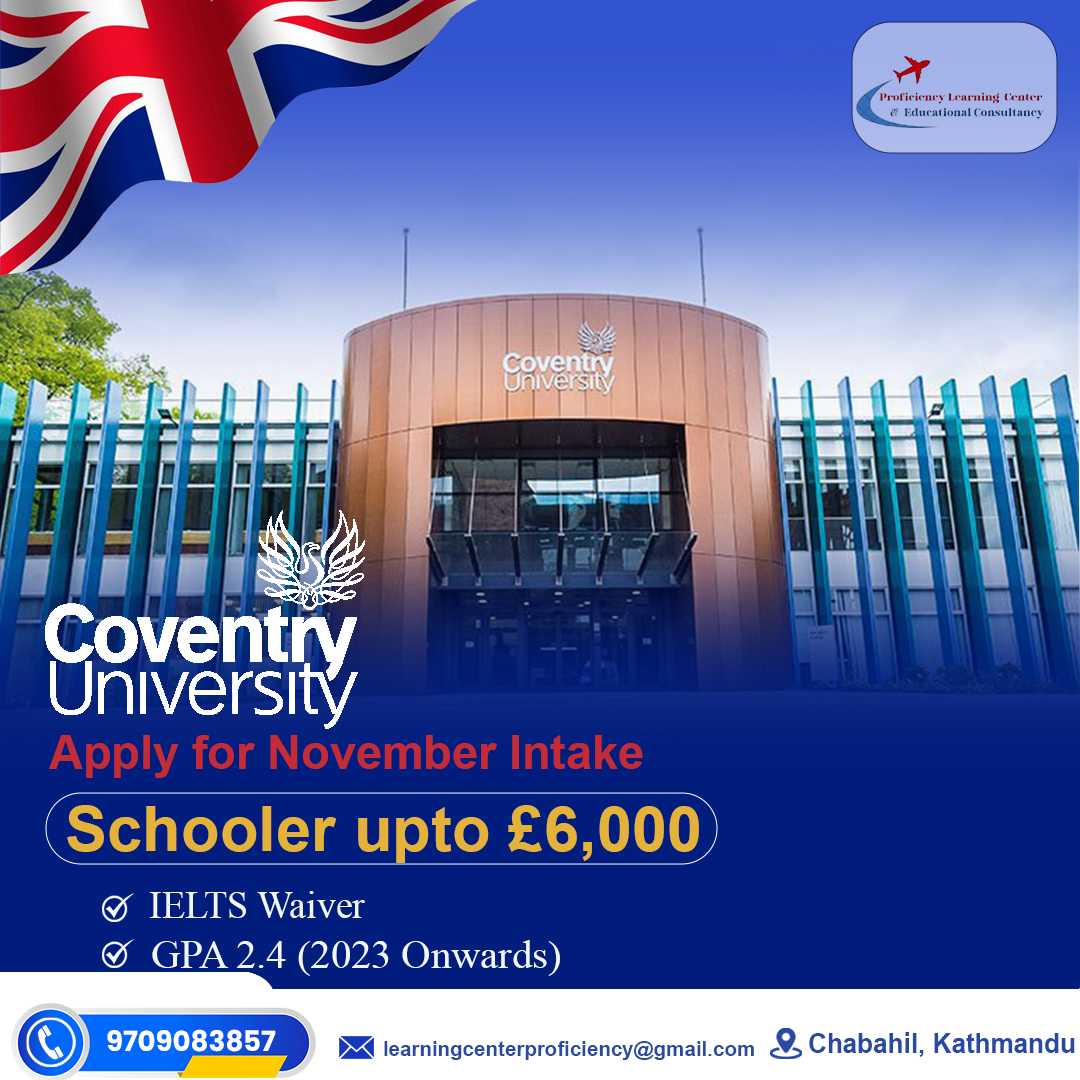 Proficiency Learning Center
& Educational Consultancy
Coventry
University
Coventry
University
Apply for November Intake
Schooler upto £6,000
IELTS Waiver
GPA 2.4 (2023 Onwards)
9709083857
learningcenterproficiency@gmail.com
Chabahil, Kathmandu